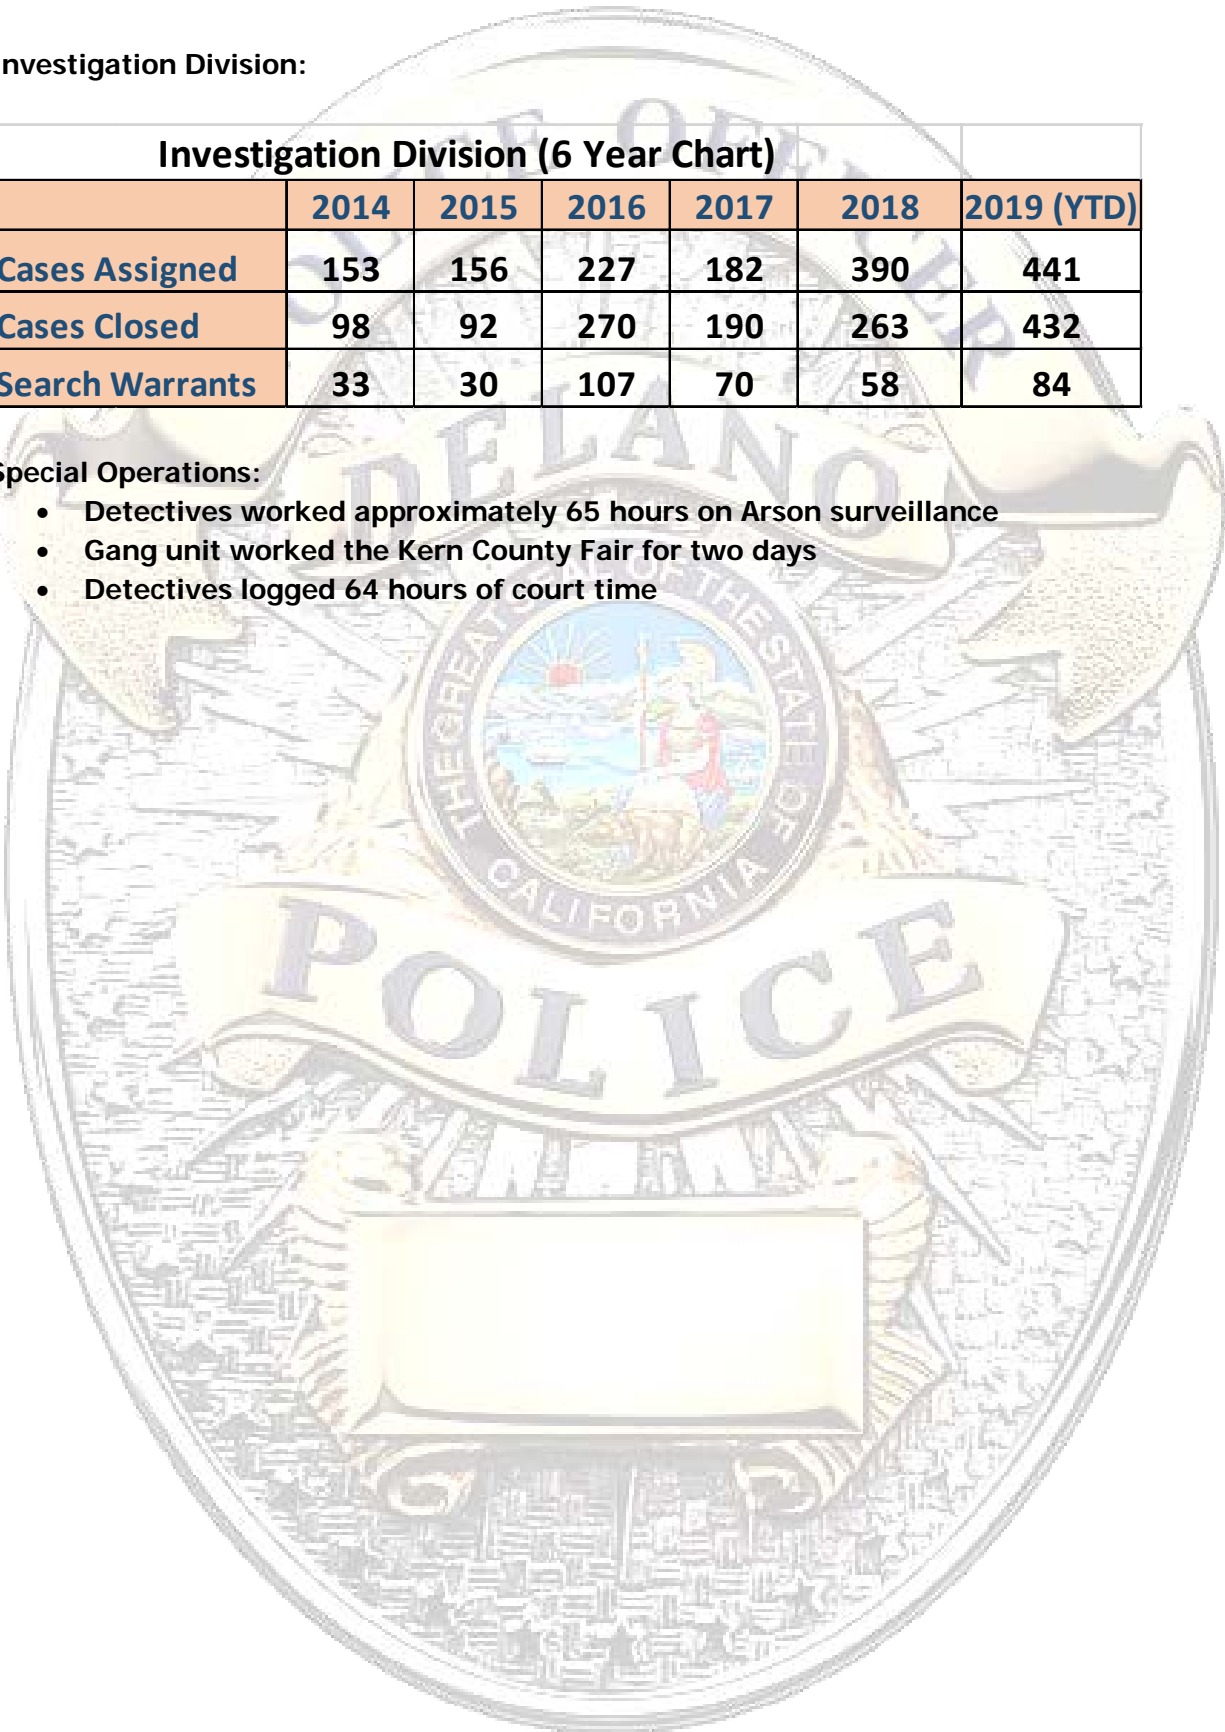 nvestigation Division:
Investigation Division (6 Year Chart)
2014 2015 2016 2017 2018 2019 (YTD)
Cases Assigned 153 156 227 182 390 441
Cases Closed 98 92 270 190 263 432
Search Warrants 33 30 107 70 58 84
Special Operations:
• Detectives worked approximately 65 hours on Arson surveillance
• Gang unit worked the Kern County Fair for two days
• Detectives logged 64 hours of court time
POLICE OFFICER
DELANO
THE GREAT SEAL OF THE STATE OF CALIFORNIA
POLICE